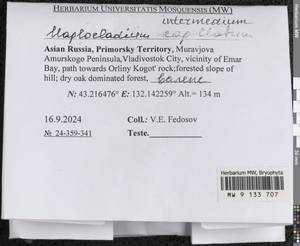 HERBARIUM UNIVERSITATIS MOSQUENSIS (MW)
intermedium
Haplocladium capillatum
Asian Russia, Primorsky Territory, Muravjova
Amurskogo Peninsula, Vladivostok City, vicinity of Emar
Bay, path towards Orliny Kogot' rock; forested slope of
hill; dry oak dominated forest,
N: 43.216476° E: 132.142259° Alt.= 134 m
16.9.2024 Coll.: V.E. Fedosov
№ 24-359-341 Teste.
Herbarium MW, Bryophyta
MW 9 133 707